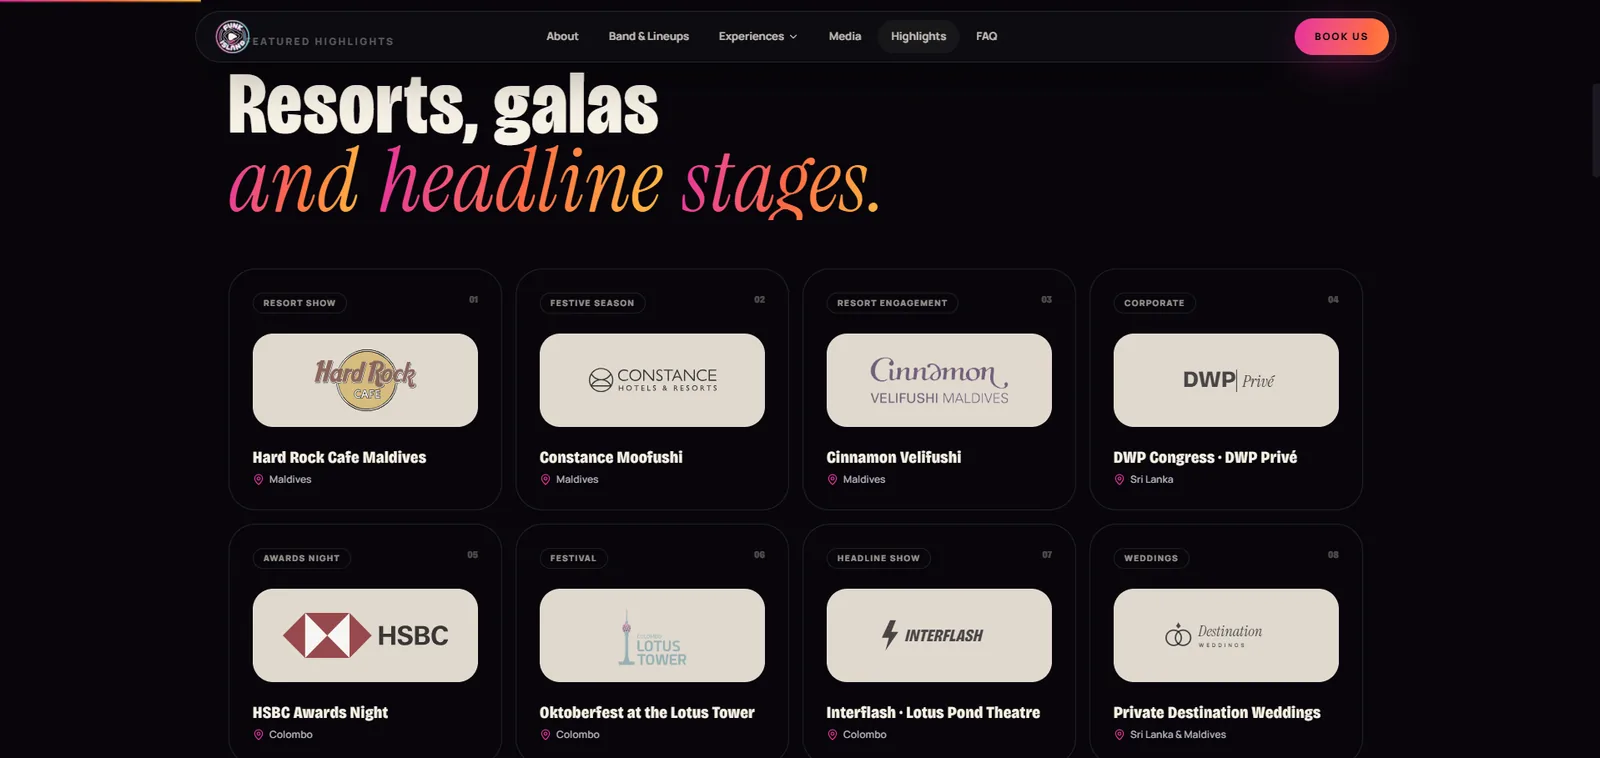 FUNK ISLAND
EATURED HIGHLIGHTS
About
Band & Lineups
Experiences
Media
Highlights
FAQ
BOOK US
Resorts, galas
and headline stages.
RESORT SHOW
01
FESTIVE SEASON
02
RESORT ENGAGEMENT
03
CORPORATE
04
Hard Rock
CAFE
CONSTANCE
HOTELS & RESORTS
Cinnamon
VELIFUSHI MALDIVES
DWP| Privé
Hard Rock Cafe Maldives
Maldives
Constance Moofushi
Maldives
Cinnamon Velifushi
Maldives
DWP Congress · DWP Privé
Sri Lanka
AWARDS NIGHT
05
FESTIVAL
06
HEADLINE SHOW
07
WEDDINGS
08
HSBC
COLOMBO
LOTUS
TOWER
INTERFLASH
Destination
WEDDINGS
HSBC Awards Night
Colombo
Oktoberfest at the Lotus Tower
Colombo
Interflash · Lotus Pond Theatre
Colombo
Private Destination Weddings
Sri Lanka & Maldives